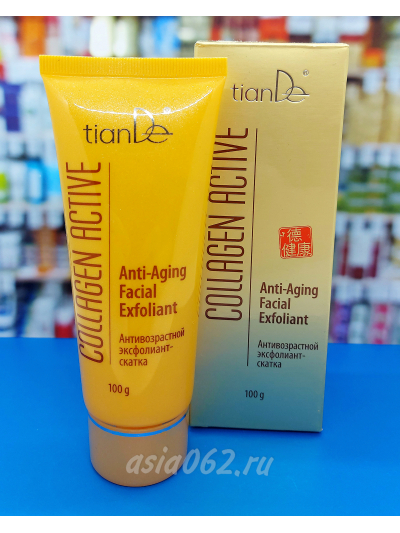 tianDe®
COLLAGEN ACTIVE
Anti-Aging
Facial
Exfoliant
Антивозрастной
эксфолиант-
скатка
100 g
tianDe®
COLLAGEN ACTIVE
德
健康
Anti-Aging
Facial
Exfoliant
Антивозрастной
эксфолиант-
скатка
100 g
asia062.ru